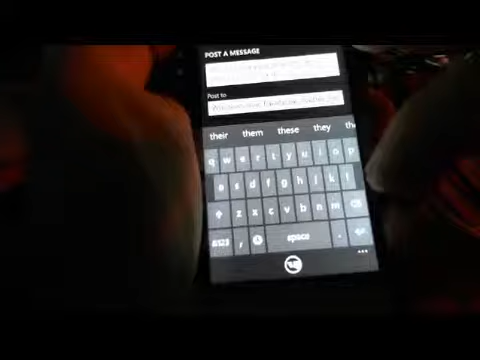 POST A MESSAGE
Post to
their them these they
q w e r t y u i o p
a s d f g h j k l
z x c v b n m
&123 , space .